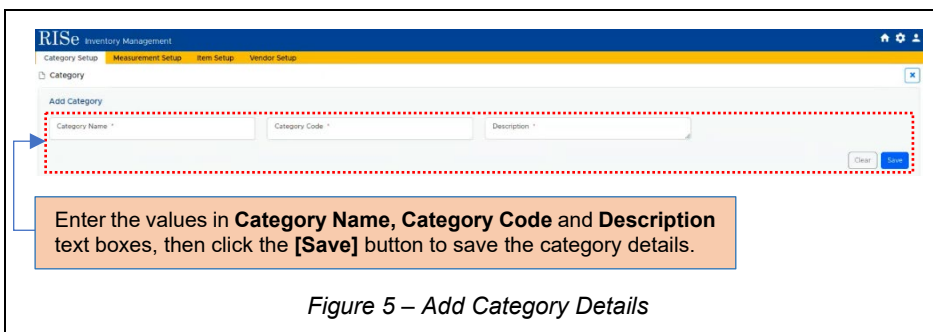 RISe Inventory Management
Category Setup Measurement Setup Item Setup Vendor Setup
Category
Add Category
Category Name * Category Code * Description *
Clear Save
Enter the values in Category Name, Category Code and Description
text boxes, then click the [Save] button to save the category details.
Figure 5 – Add Category Details